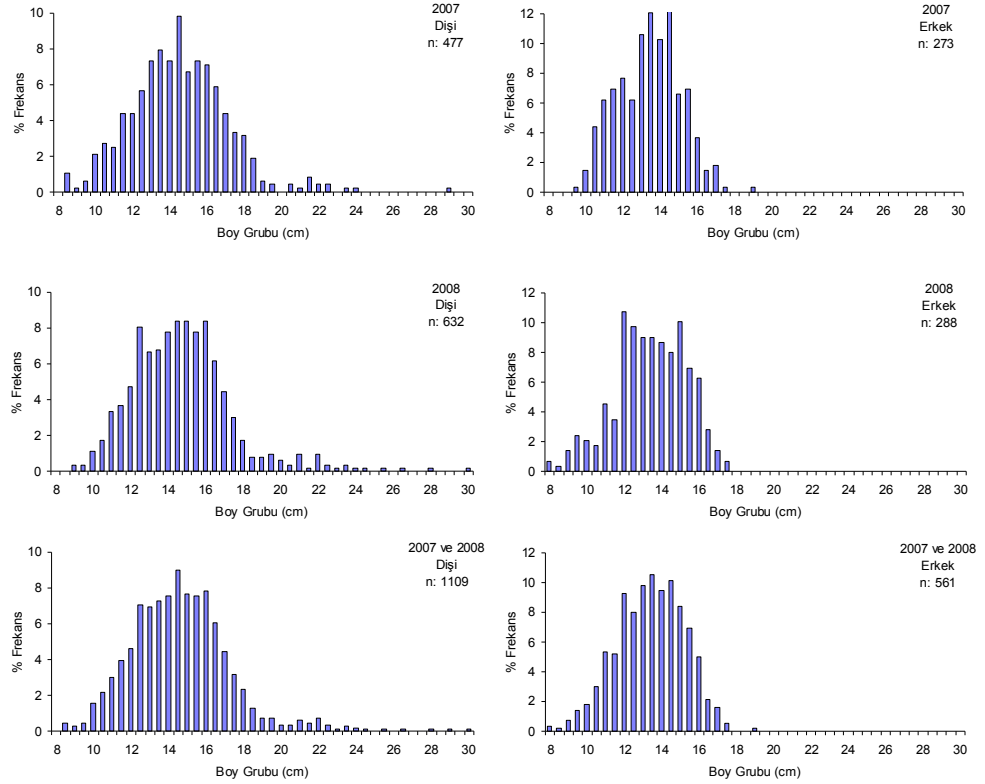 2007
Dişi
n: 477
% Frekans
10
8
6
4
2
0
8 10 12 14 16 18 20 22 24 26 28 30
Boy Grubu (cm)
2007
Erkek
n: 273
% Frekans
12
10
8
6
4
2
0
8 10 12 14 16 18 20 22 24 26 28 30
Boy Grubu (cm)
2008
Dişi
n: 632
% Frekans
10
8
6
4
2
0
8 10 12 14 16 18 20 22 24 26 28 30
Boy Grubu (cm)
2008
Erkek
n: 288
% Frekans
12
10
8
6
4
2
0
8 10 12 14 16 18 20 22 24 26 28 30
Boy Grubu (cm)
2007 ve 2008
Dişi
n: 1109
% Frekans
10
8
6
4
2
0
8 10 12 14 16 18 20 22 24 26 28 30
Boy Grubu (cm)
2007 ve 2008
Erkek
n: 561
% Frekans
12
10
8
6
4
2
0
8 10 12 14 16 18 20 22 24 26 28 30
Boy Grubu (cm)